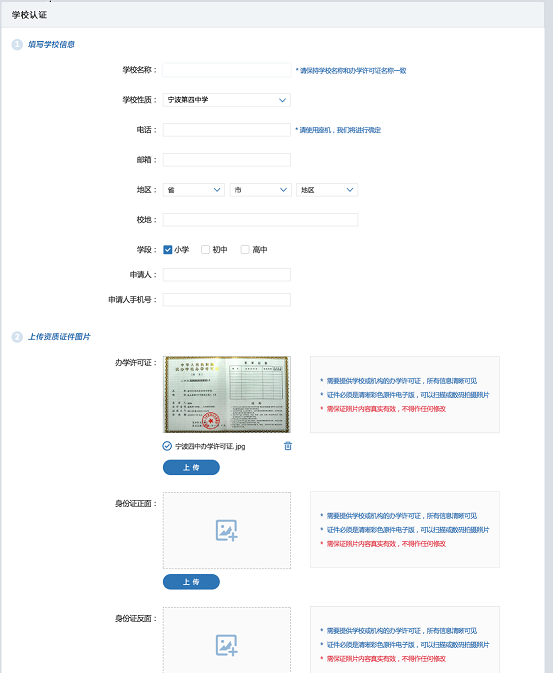 学校认证
1 填写学校信息
学校名称： * 请保持学校名称和办学许可证名称一致
学校性质： 宁波第四中学
电话： * 请使用座机，我们将进行确定
邮箱：
地区： 省 市 地区
校地：
学段： 小学 初中 高中
申请人：
申请人手机号：
2 上传资质证件图片
办学许可证：
中华人民共和国
* 需要提供学校或机构的办学许可证，所有信息清晰可见
* 证件必须是清晰彩色原件电子版，可以扫描或数码拍摄照片
* 需保证照片内容真实有效，不得作任何修改
宁波四中办学许可证.jpg
上 传
身份证正面：
* 需要提供学校或机构的办学许可证，所有信息清晰可见
* 证件必须是清晰彩色原件电子版，可以扫描或数码拍摄照片
* 需保证照片内容真实有效，不得作任何修改
上 传
身份证反面：
* 需要提供学校或机构的办学许可证，所有信息清晰可见
* 证件必须是清晰彩色原件电子版，可以扫描或数码拍摄照片
* 需保证照片内容真实有效，不得作任何修改